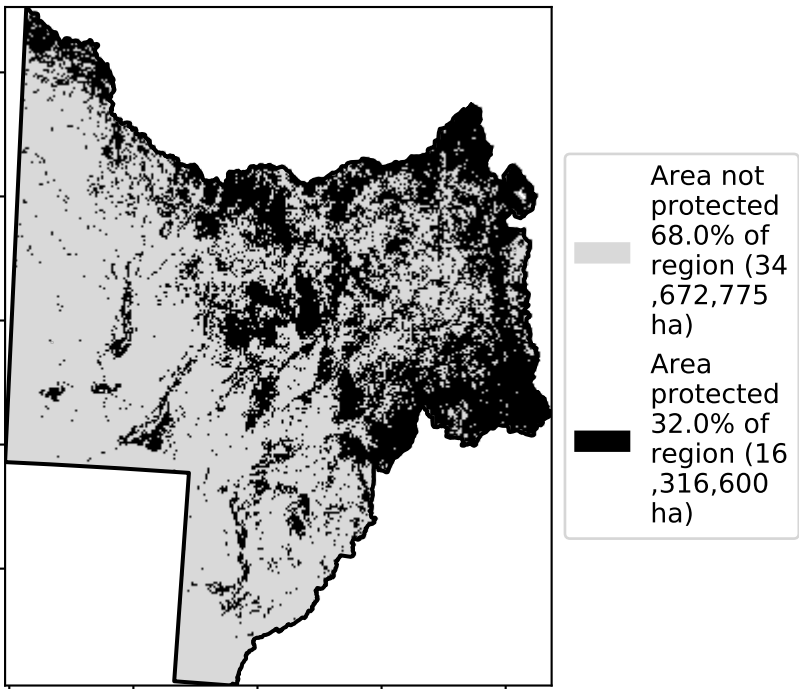 Area not
protected
68.0% of
region (34
,672,775
ha)
Area
protected
32.0% of
region (16
,316,600
ha)